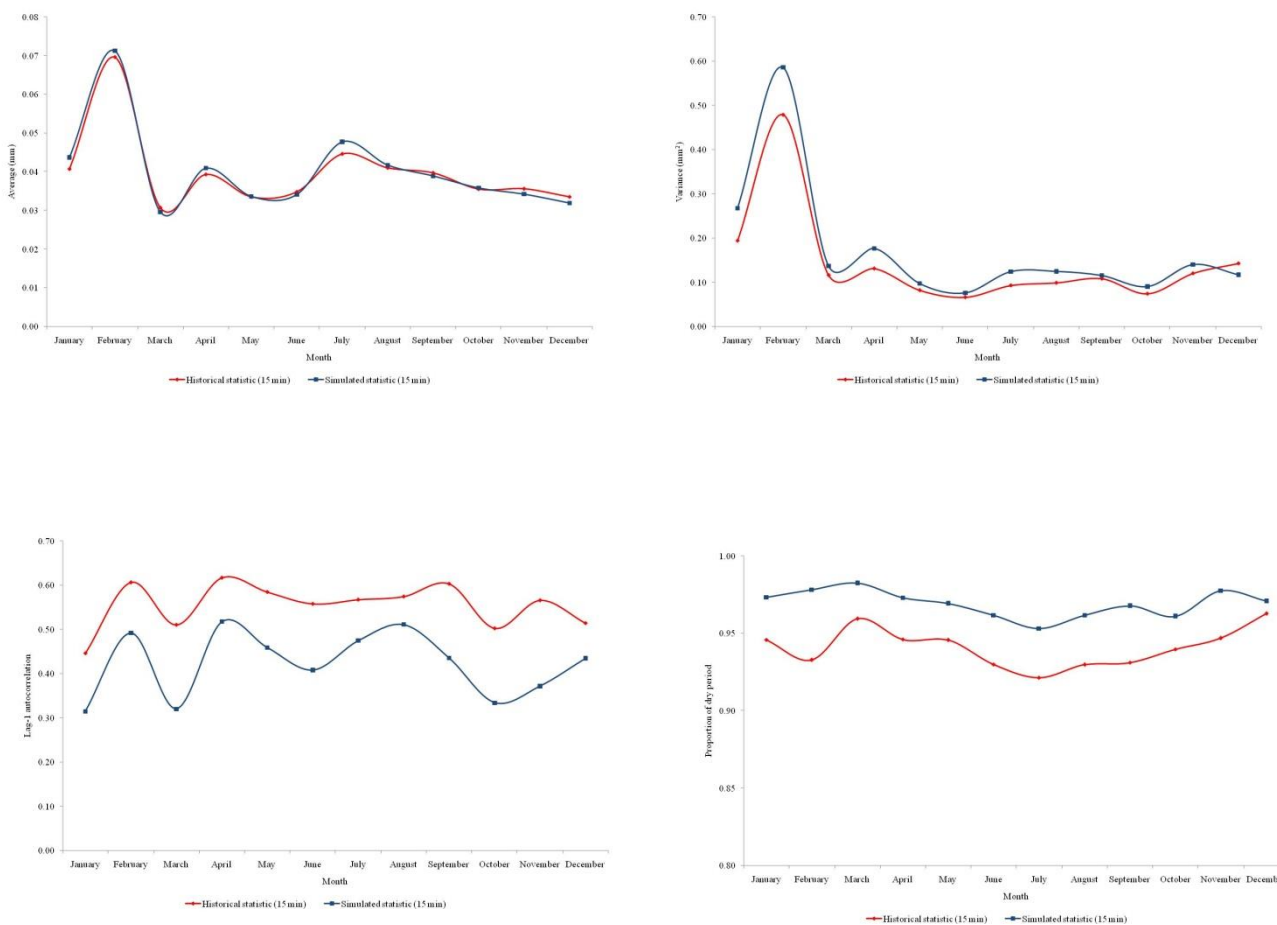 0.08
0.07
0.06
0.05
0.04
0.03
0.02
0.01
0.00
Average (mm)
January February March April May June July August September October November December
Month
Historical statistic (15 min) Simulated statistic (15 min)
0.70
0.60
0.50
0.40
0.30
0.20
0.10
0.00
Variance (mm²)
January February March April May June July August September October November December
Month
Historical statistic (15 min) Simulated statistic (15 min)
0.70
0.60
0.50
0.40
0.30
0.20
0.10
0.00
Lag-1 autocorrelation
January February March April May June July August September October November December
Month
Historical statistic (15 min) Simulated statistic (15 min)
1.00
0.95
0.90
0.85
0.80
Proportion of dry period
January February March April May June July August September October November Decembe
Month
Historical statistic (15 min) Simulated statistic (15 min)